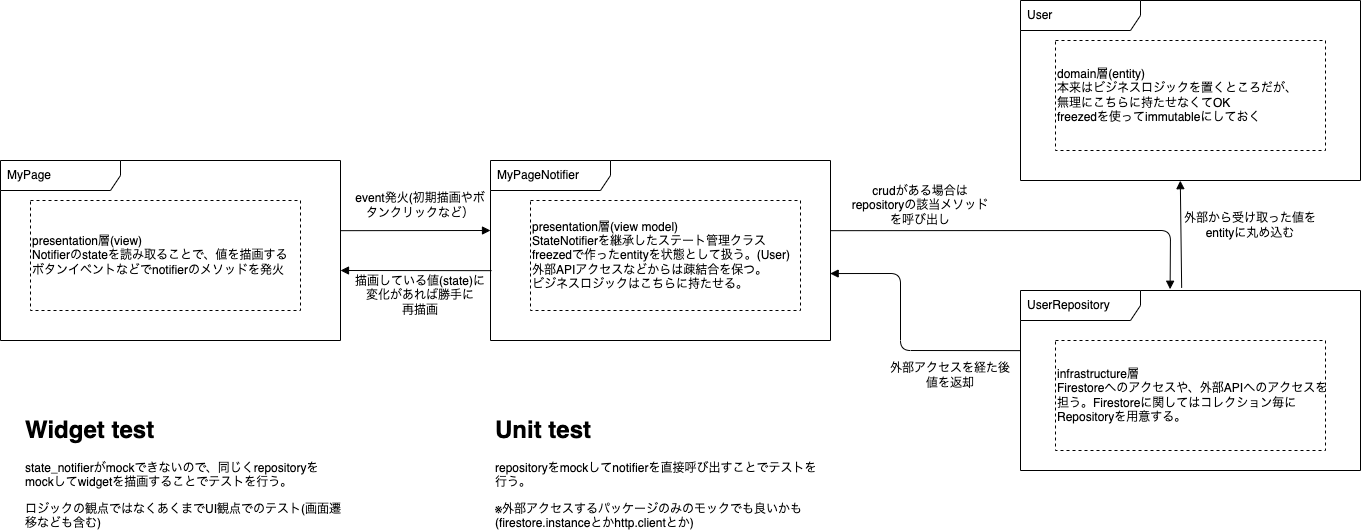 User
domain層(entity)
本来はビジネスロジックを置くところだが、
無理にこちらに持たせなくてOK
freezedを使ってimmutableにしておく
MyPage
presentation層(view)
Notifierのstateを読み取ることで、値を描画する
ボタンイベントなどでnotifierのメソッドを発火
event発火(初期描画やボ
タンクリックなど）
描画している値(state)に
変化があれば勝手に
再描画
MyPageNotifier
presentation層(view model)
StateNotifierを継承したステート管理クラス
freezedで作ったentityを状態として扱う。(User)
外部APIアクセスなどからは疎結合を保つ。
ビジネスロジックはこちらに持たせる。
crudがある場合は
repositoryの該当メソッド
を呼び出し
外部から受け取った値を
entityに丸め込む
外部アクセスを経た後
値を返却
UserRepository
infrastructure層
Firestoreへのアクセスや、外部APIへのアクセスを
担う。Firestoreに関してはコレクション毎に
Repositoryを用意する。
Widget test
state_notifierがmockできないので、同じくrepositoryを
mockしてwidgetを描画することでテストを行う。
ロジックの観点ではなくあくまでUI観点でのテスト(画面遷
移なども含む)
Unit test
repositoryをmockしてnotifierを直接呼び出すことでテストを
行う。
※外部アクセスするパッケージのみのモックでも良いかも
(firestore.instanceとかhttp.clientとか)